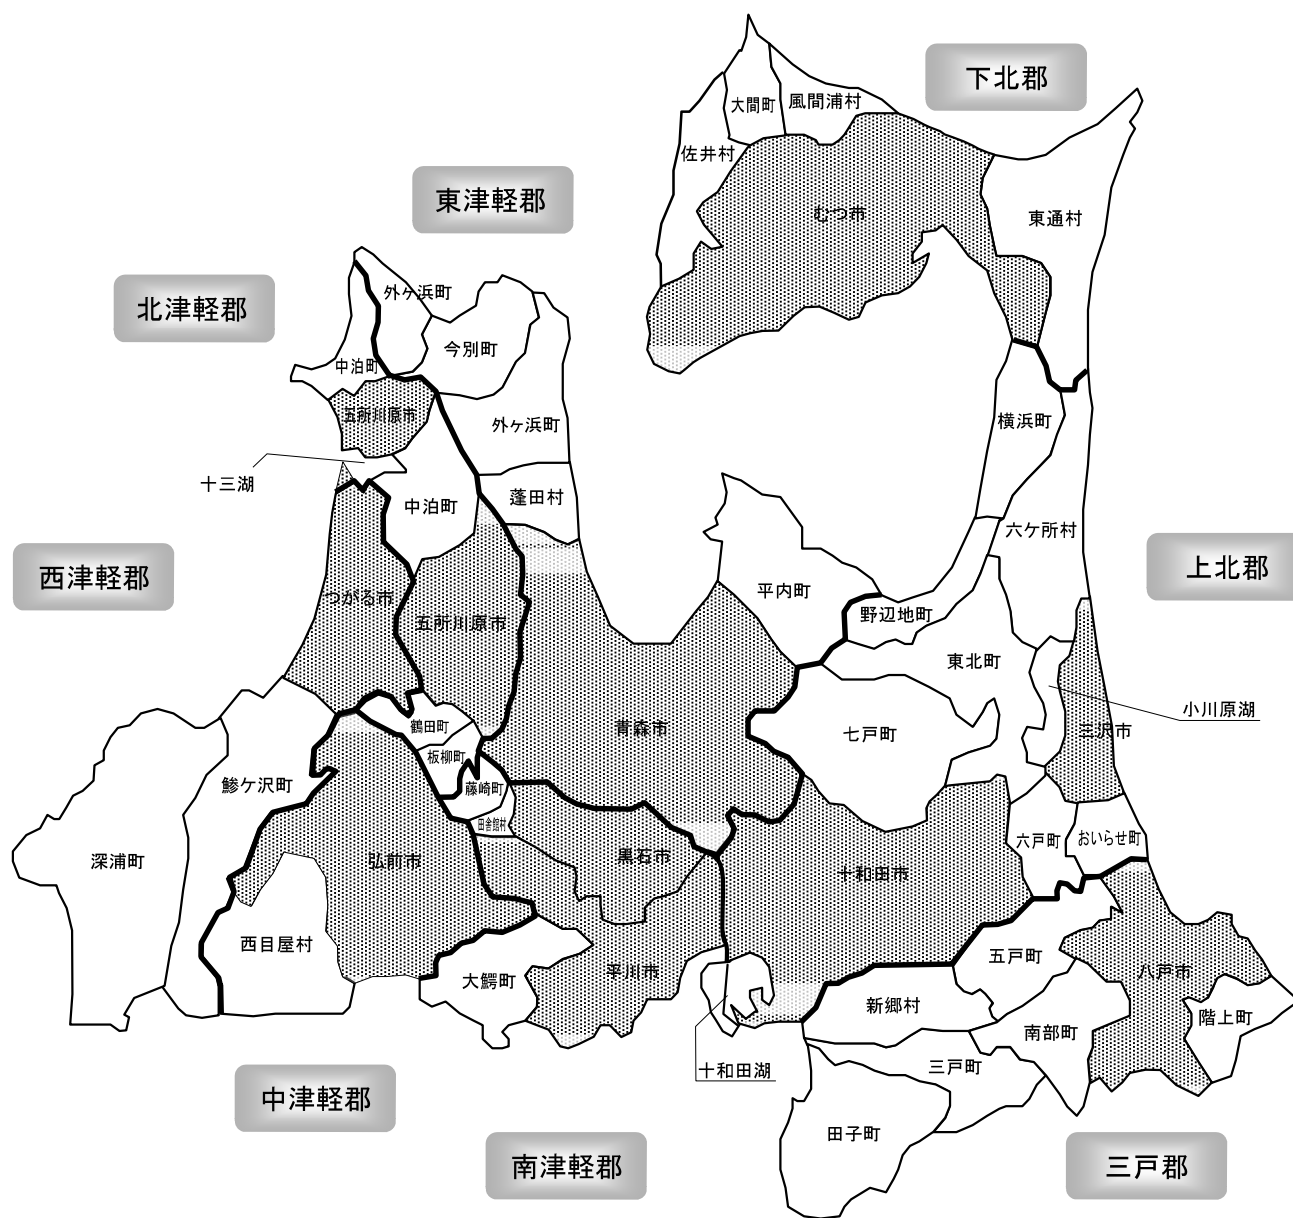 下北郡
大間町
風間浦村
佐井村
東津軽郡
むつ市
東通村
北津軽郡
外ヶ浜町
今別町
中泊町
五所川原市
横浜町
外ヶ浜町
十三湖
中泊町
蓬田村
六ケ所村
西津軽郡
上北郡
つがる市
平内町
五所川原市
野辺地町
東北町
小川原湖
鶴田町
青森市
七戸町
三沢市
板柳町
鰺ケ沢町
藤崎町
田舎館村
六戸町
おいらせ町
深浦町
弘前市
黒石市
十和田市
西目屋村
五戸町
大鰐町
平川市
八戸市
新郷村
階上町
南部町
十和田湖
三戸町
中津軽郡
田子町
南津軽郡
三戸郡